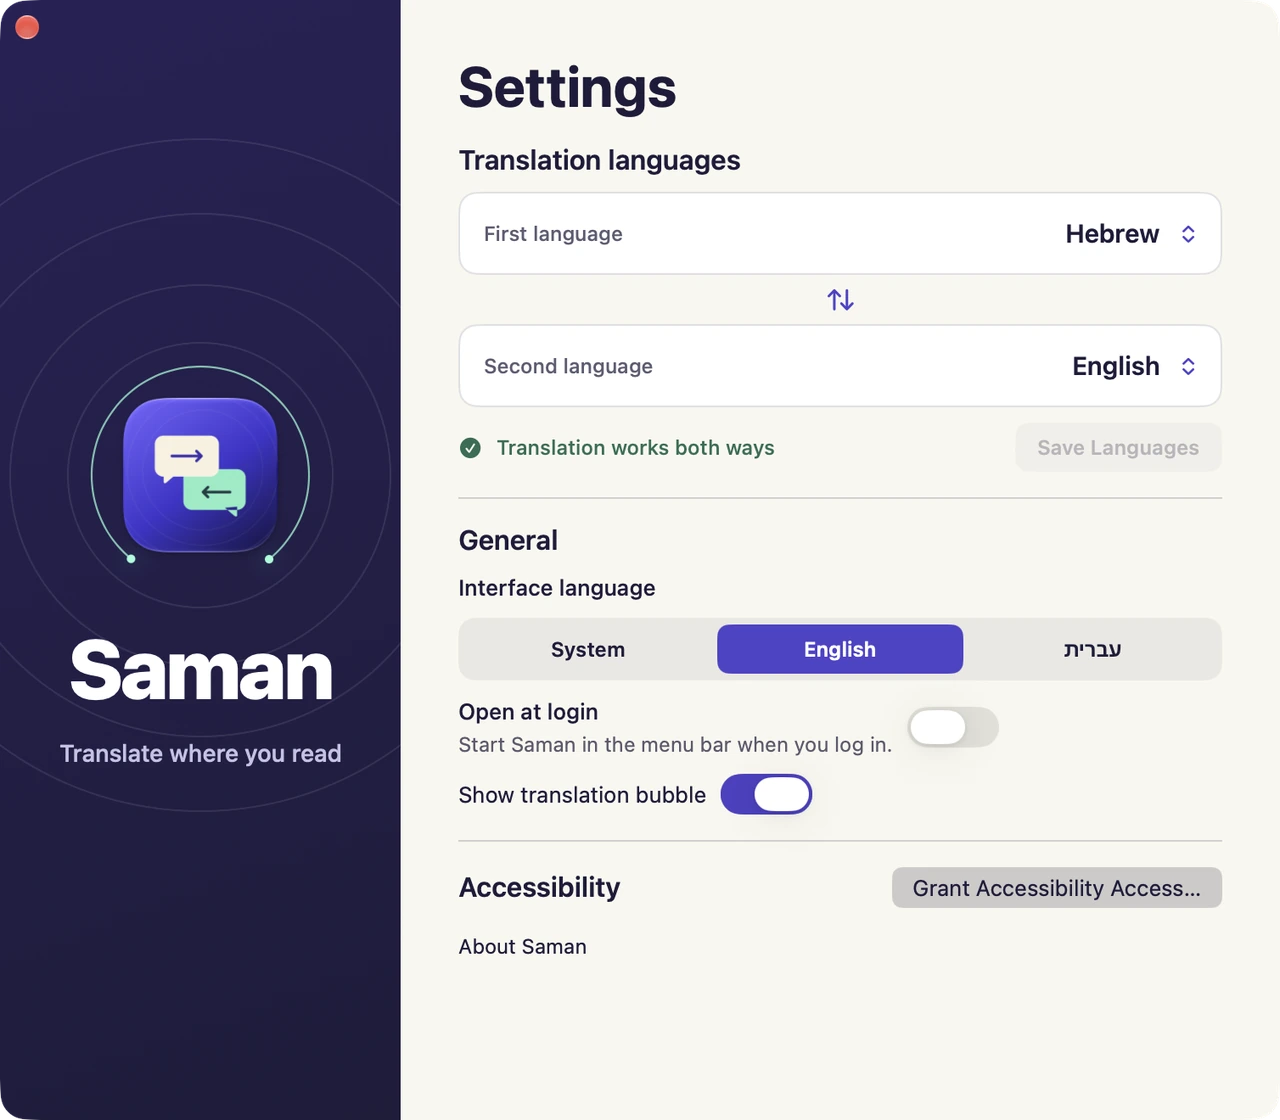 Saman
Translate where you read
Settings
Translation languages
First language
Hebrew
Second language
English
Translation works both ways
Save Languages
General
Interface language
System
English
עברית
Open at login
Start Saman in the menu bar when you log in.
Show translation bubble
Accessibility
Grant Accessibility Access...
About Saman